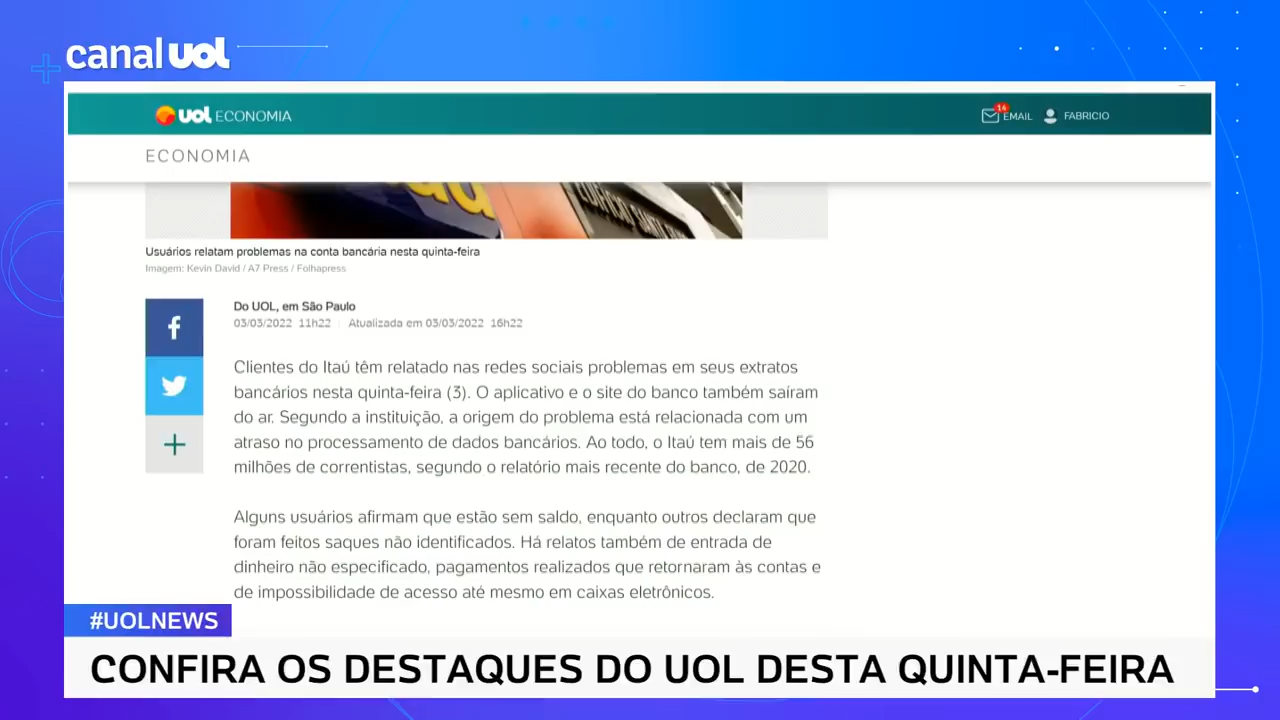 canal uol
uol ECONOMIA
14
EMAIL
FABRICIO
ECONOMIA
EDIFÍCIO SANTA
Usuários relatam problemas na conta bancária nesta quinta-feira
Imagem: Kevin David / A7 Press / Folhapress
Do UOL, em São Paulo
03/03/2022 11h22 | Atualizada em 03/03/2022 16h22
Clientes do Itaú têm relatado nas redes sociais problemas em seus extratos
bancários nesta quinta-feira (3). O aplicativo e o site do banco também saíram
do ar. Segundo a instituição, a origem do problema está relacionada com um
atraso no processamento de dados bancários. Ao todo, o Itaú tem mais de 56
milhões de correntistas, segundo o relatório mais recente do banco, de 2020.
Alguns usuários afirmam que estão sem saldo, enquanto outros declaram que
foram feitos saques não identificados. Há relatos também de entrada de
dinheiro não especificado, pagamentos realizados que retornaram às contas e
de impossibilidade de acesso até mesmo em caixas eletrônicos.
#UOLNEWS
CONFIRA OS DESTAQUES DO UOL DESTA QUINTA-FEIRA